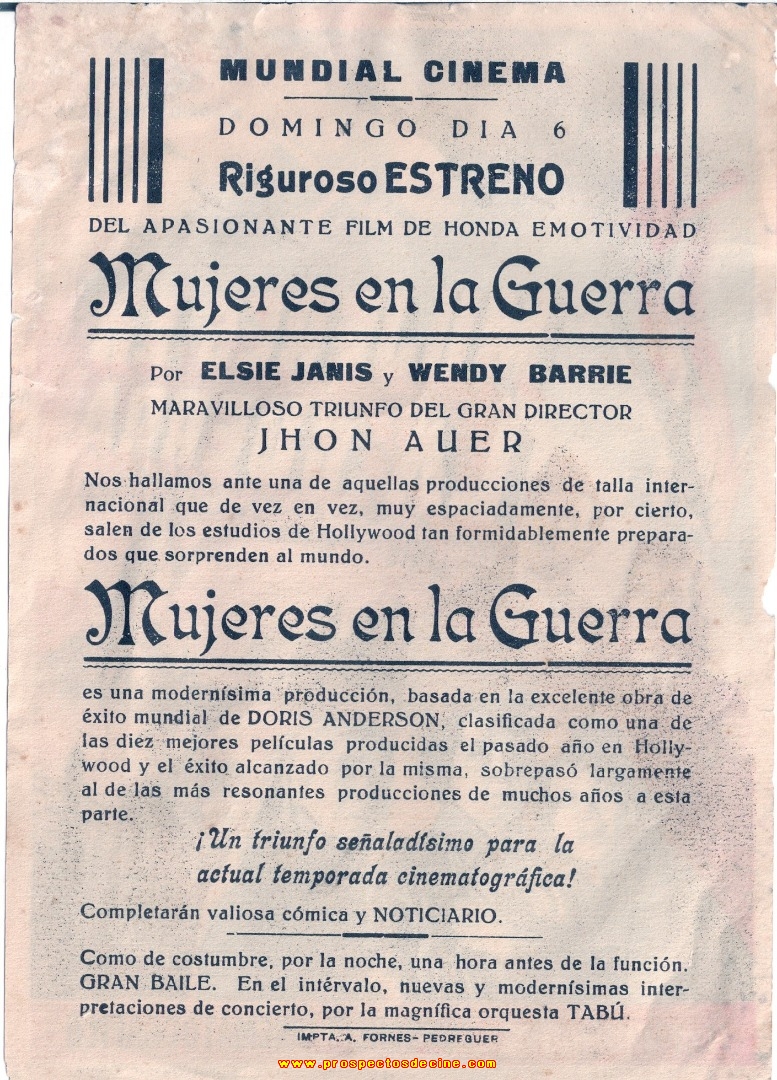 MUNDIAL CINEMA
DOMINGO DIA 6
Riguroso ESTRENO
DEL APASIONANTE FILM DE HONDA EMOTIVIDAD
Mujeres en la Guerra
Por ELSIE JANIS y WENDY BARRIE
MARAVILLOSO TRIUNFO DEL GRAN DIRECTOR
JHON AUER
Nos hallamos ante una de aquellas producciones de talla inter-
nacional que de vez en vez, muy espaciadamente, por cierto,
salen de los estudios de Hollywood tan formidablemente prepara-
dos que sorprenden al mundo.
Mujeres en la Guerra
es una modernísima producción, basada en la excelente obra de
éxito mundial de DORIS ANDERSON, clasificada como una de
las diez mejores películas producidas el pasado año en Holly-
wood y el éxito alcanzado por la misma, sobrepasó largamente
al de las más resonantes producciones de muchos años a esta
parte.
¡Un triunfo señaladísimo para la
actual temporada cinematográfica!
Completarán valiosa cómica y NOTICIARIO.
Como de costumbre, por la noche, una hora antes de la función.
GRAN BAILE. En el intérvalo, nuevas y modernísimas inter-
pretaciones de concierto, por la magnífica orquesta TABÚ.
IMPTA. A. FORNES- PEDREGUER
www.prospectosdecine.com